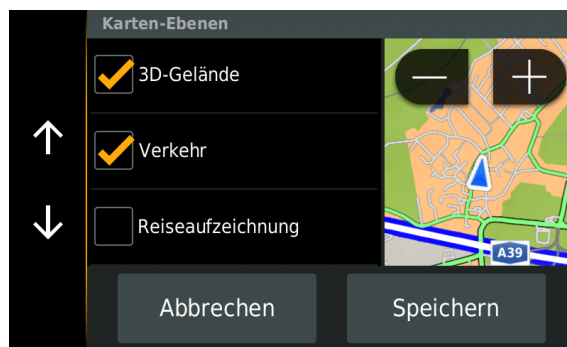 Karten-Ebenen
3D-Gelände
Verkehr
Reiseaufzeichnung
A39
Abbrechen
Speichern